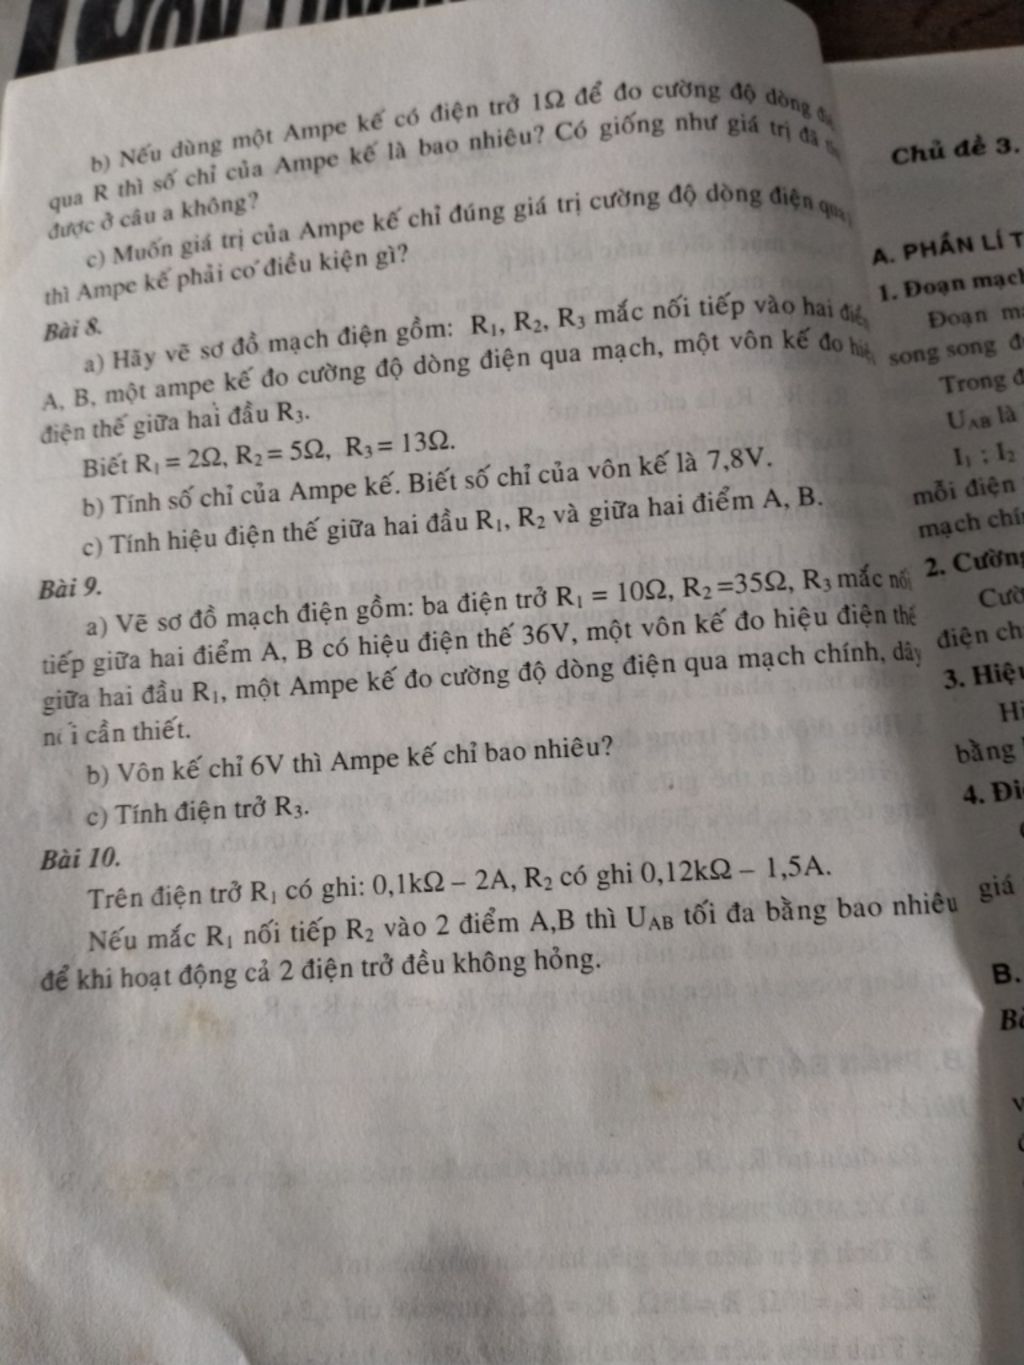 b) Nếu dùng một Ampe kế có điện trở 1Ω để đo cường độ dòng
qua R thì số chỉ của Ampe kế là bao nhiêu? Có giống như giá trị đã
được ở câu a không?
c) Muốn giá trị của Ampe kế chỉ đúng giá trị cường độ dòng điện qua
thì Ampe kế phải có điều kiện gì?
Bài 8.
a) Hãy vẽ sơ đồ mạch điện gồm: R₁, R₂, R₃ mắc nối tiếp vào hai
A, B, một ampe kế đo cường độ dòng điện qua mạch, một vôn kế đo
điện thế giữa hai đầu R₃.
Biết R₁ = 2Ω, R₂ = 5Ω, R₃ = 13Ω.
b) Tính số chỉ của Ampe kế. Biết số chỉ của vôn kế là 7,8V.
c) Tính hiệu điện thế giữa hai đầu R₁, R₂ và giữa hai điểm A, B.
Bài 9.
a) Vẽ sơ đồ mạch điện gồm: ba điện trở R₁ = 10Ω, R₂ =35Ω, R₃ mắc nối
tiếp giữa hai điểm A, B có hiệu điện thế 36V, một vôn kế đo hiệu điện thế
giữa hai đầu R₁, một Ampe kế đo cường độ dòng điện qua mạch chính, dây
nối cần thiết.
b) Vôn kế chỉ 6V thì Ampe kế chỉ bao nhiêu?
c) Tính điện trở R₃.
Bài 10.
Trên điện trở R₁ có ghi: 0,1kΩ – 2A, R₂ có ghi 0,12kΩ – 1,5A.
Nếu mắc R₁ nối tiếp R₂ vào 2 điểm A,B thì U_AB tối đa bằng bao nhiêu
để khi hoạt động cả 2 điện trở đều không hỏng.
Chủ đề 3.
A. PHẦN LÍ T
1. Đoạn mạch
Đoạn
song song
Trong
U_AB là
I₁ ; I₂
mỗi điện
mạch
2. Cường
điện
3. Hiệu
bằng
4.
giá
B.